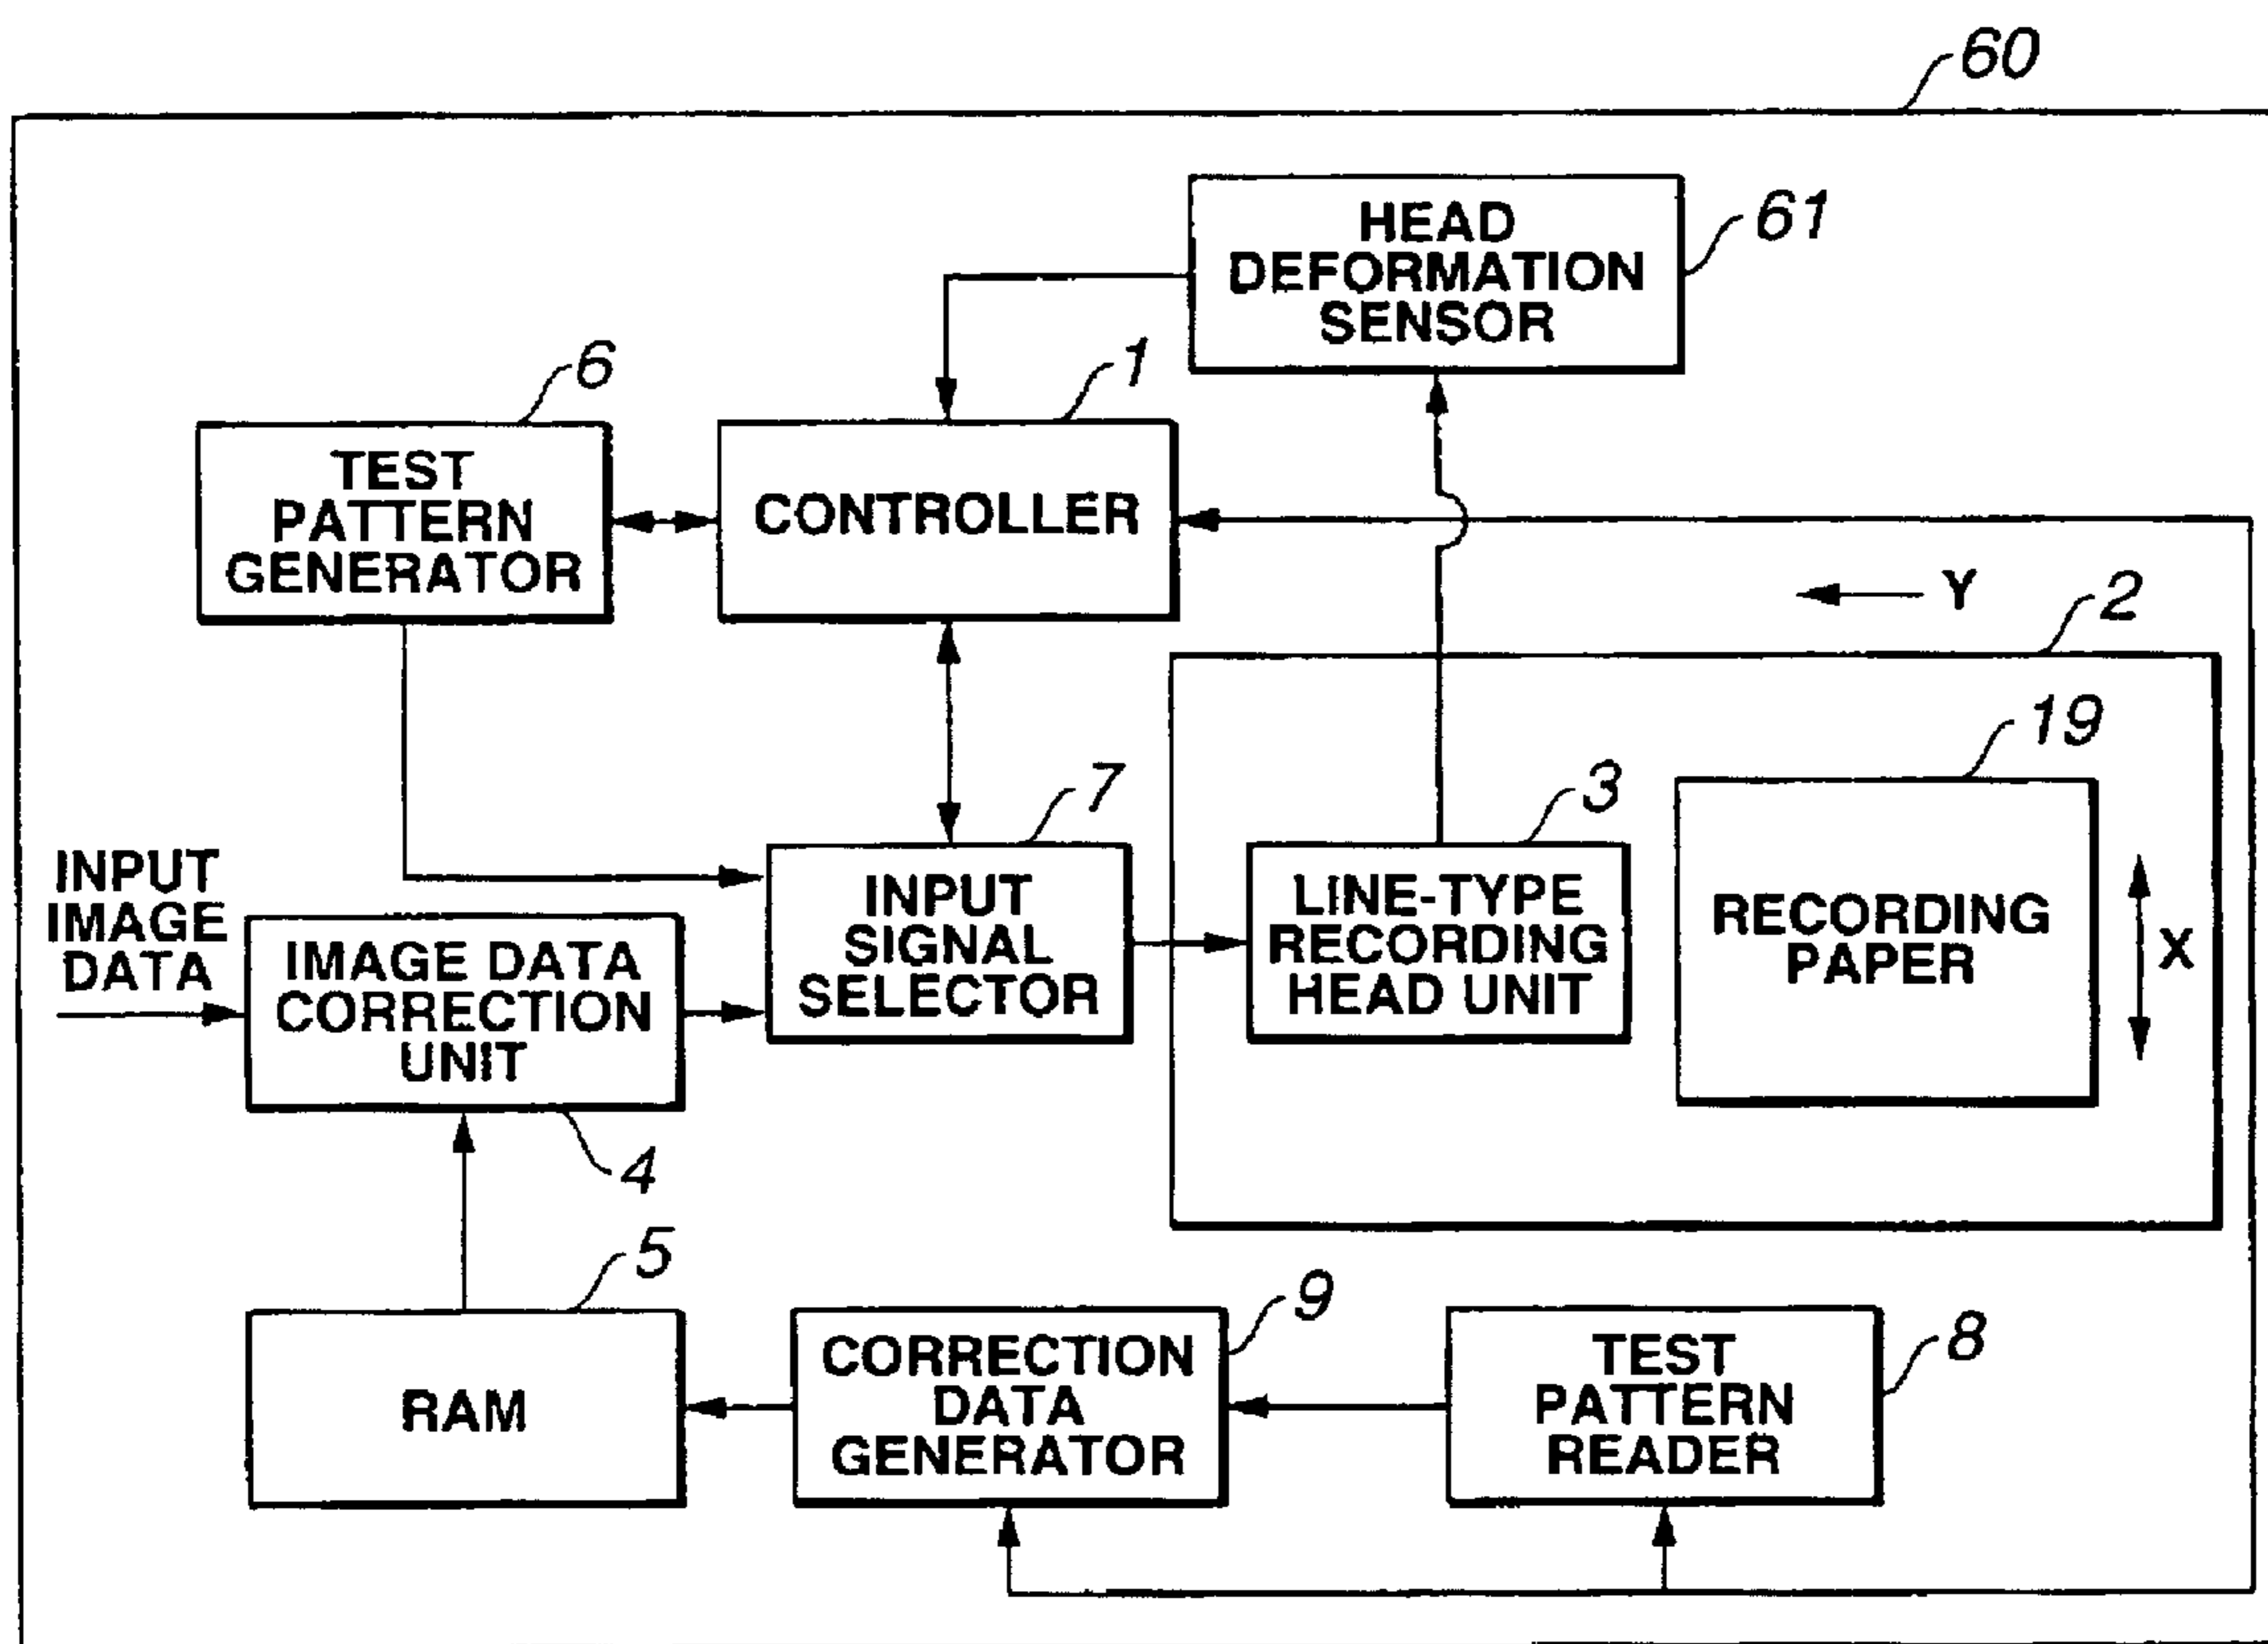 60
HEAD
DEFORMATION
SENSOR
61
6
1
TEST
PATTERN
GENERATOR
CONTROLLER
Y
2
19
7
3
INPUT
IMAGE
DATA
IMAGE DATA
CORRECTION
UNIT
INPUT
SIGNAL
SELECTOR
LINE-TYPE
RECORDING
HEAD UNIT
RECORDING
PAPER
X
4
5
9
8
RAM
CORRECTION
DATA
GENERATOR
TEST
PATTERN
READER